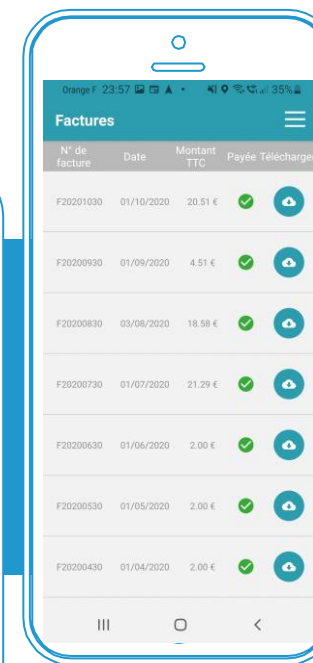 Orange F 23:57 35%
Factures
N° de facture Date Montant TTC Payée Télécharger
F20201030 01/10/2020 20.51 €
F20200930 01/09/2020 4.51 €
F20200830 03/08/2020 18.58 €
F20200730 01/07/2020 21.29 €
F20200630 01/06/2020 2.00 €
F20200530 01/05/2020 2.00 €
F20200430 01/04/2020 2.00 €